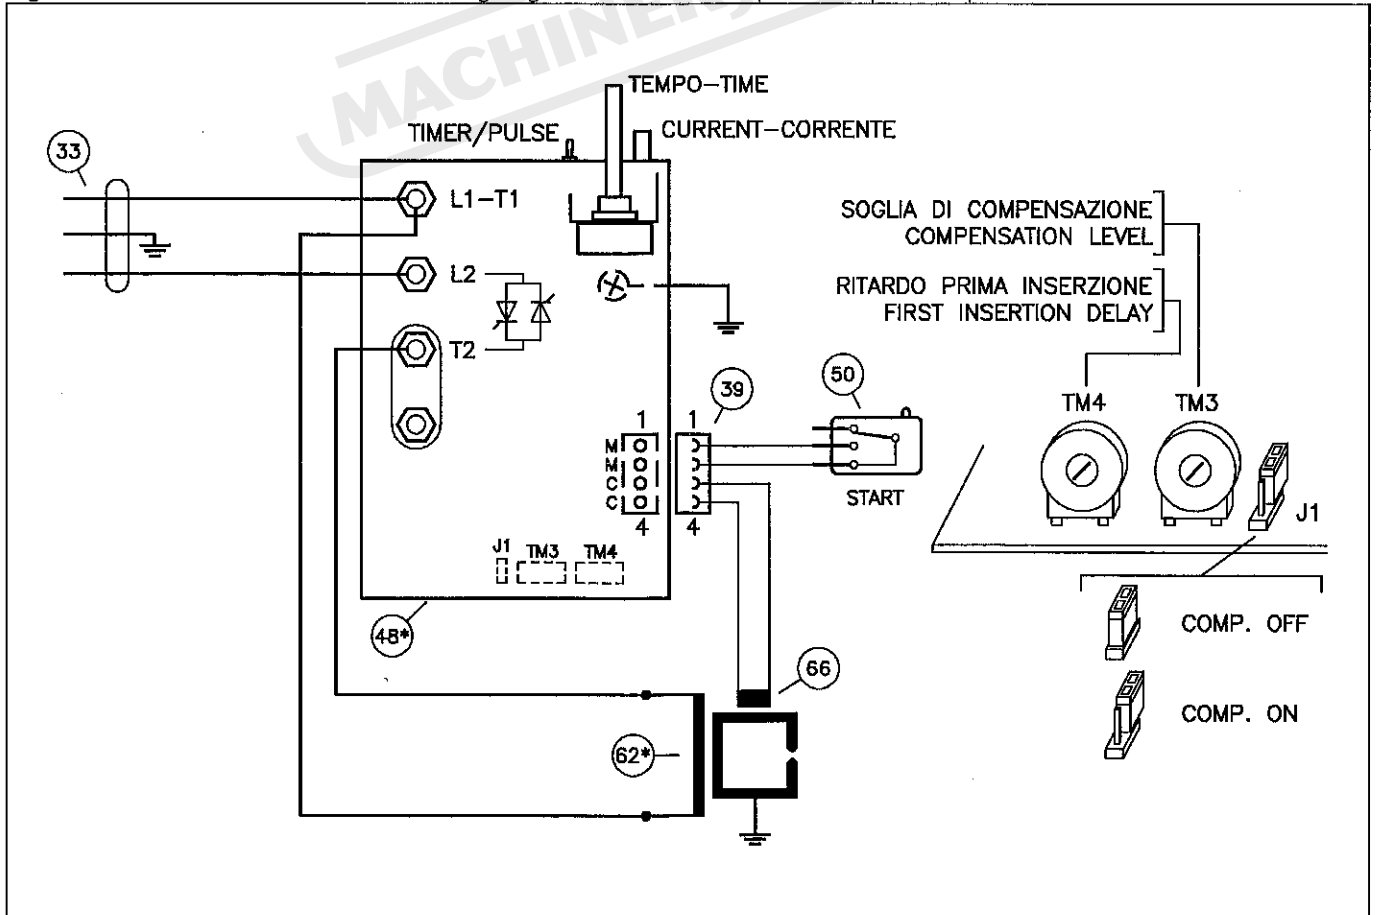 MACHINERY
TEMPO-TIME
TIMER/PULSE
CURRENT-CORRENTE
33
L1-T1
SOGLIA DI COMPENSAZIONE
COMPENSATION LEVEL
L2
RITARDO PRIMA INSERZIONE
FIRST INSERTION DELAY
T2
39
50
TM4
TM3
1
1
M
M
C
C
START
4
4
J1
J1
TM3
TM4
48*
COMP. OFF
66
COMP. ON
62*